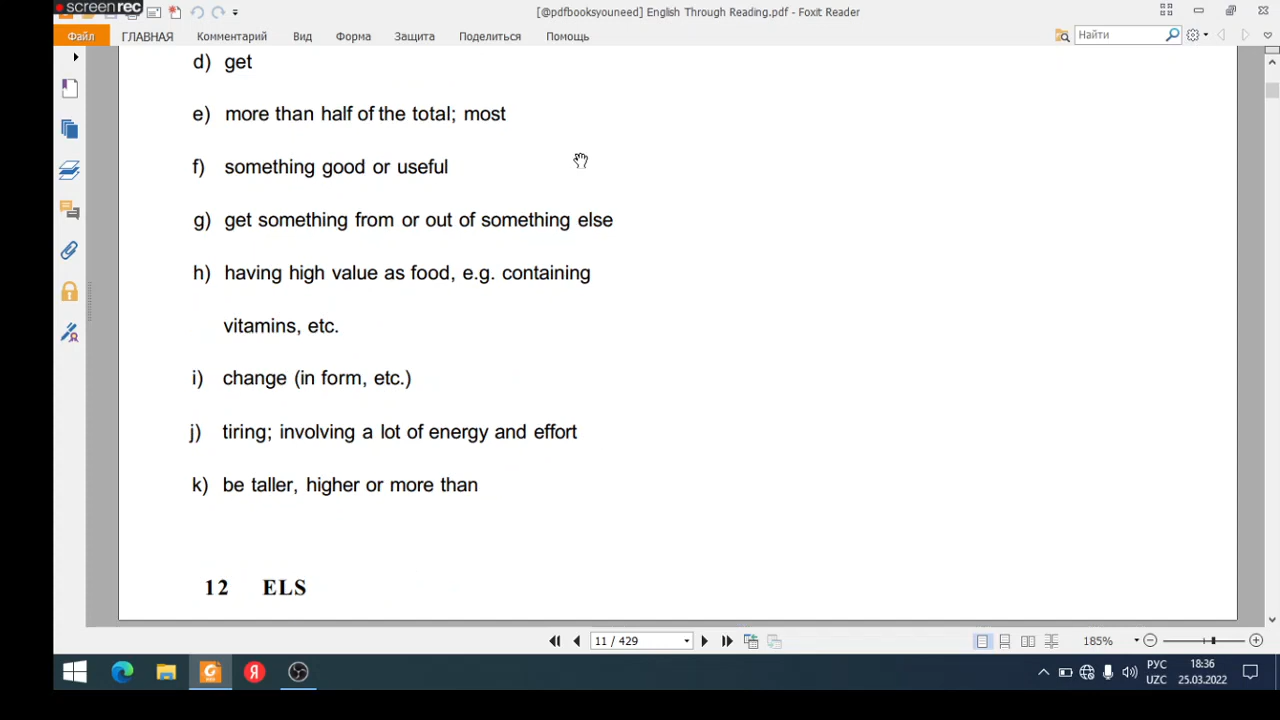 screenrec
[@pdfbooksyouneed] English Through Reading.pdf - Foxit Reader
Файл ГЛАВНАЯ Комментарий Вид Форма Защита Поделиться Помощь Найти
d) get
e) more than half of the total; most
f) something good or useful
g) get something from or out of something else
h) having high value as food, e.g. containing
vitamins, etc.
i) change (in form, etc.)
j) tiring; involving a lot of energy and effort
k) be taller, higher or more than
12 ELS
11 / 429 185%
РУС 18:36
UZC 25.03.2022